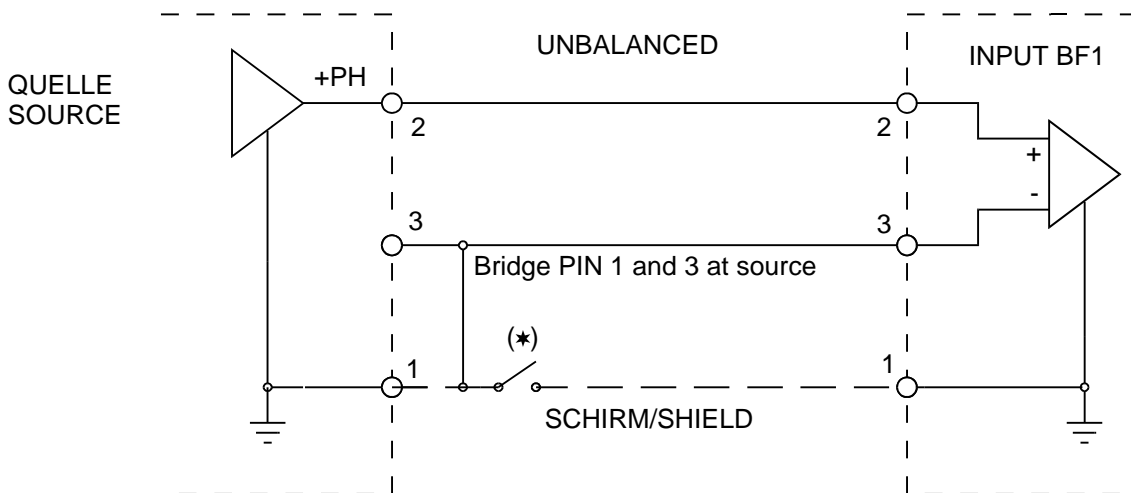 UNBALANCED
INPUT BF1
QUELLE
SOURCE
+PH
2
2
+
-
3
3
Bridge PIN 1 and 3 at source
(✶)
1
1
SCHIRM/SHIELD